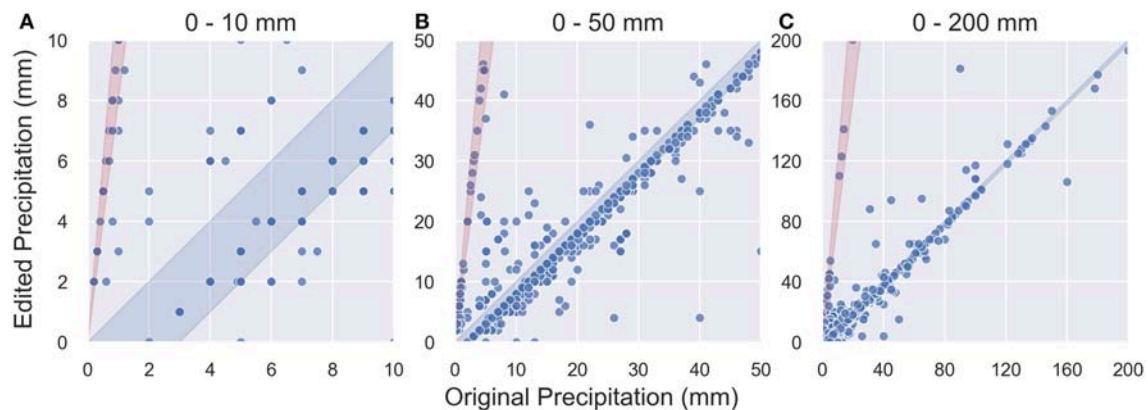 A 0 - 10 mm
B 0 - 50 mm
C 0 - 200 mm
Edited Precipitation (mm)
10
8
6
4
2
0
0 2 4 6 8 10
50
40
30
20
10
0
0 10 20 30 40 50
200
160
120
80
40
0
0 40 80 120 160 200
Original Precipitation (mm)